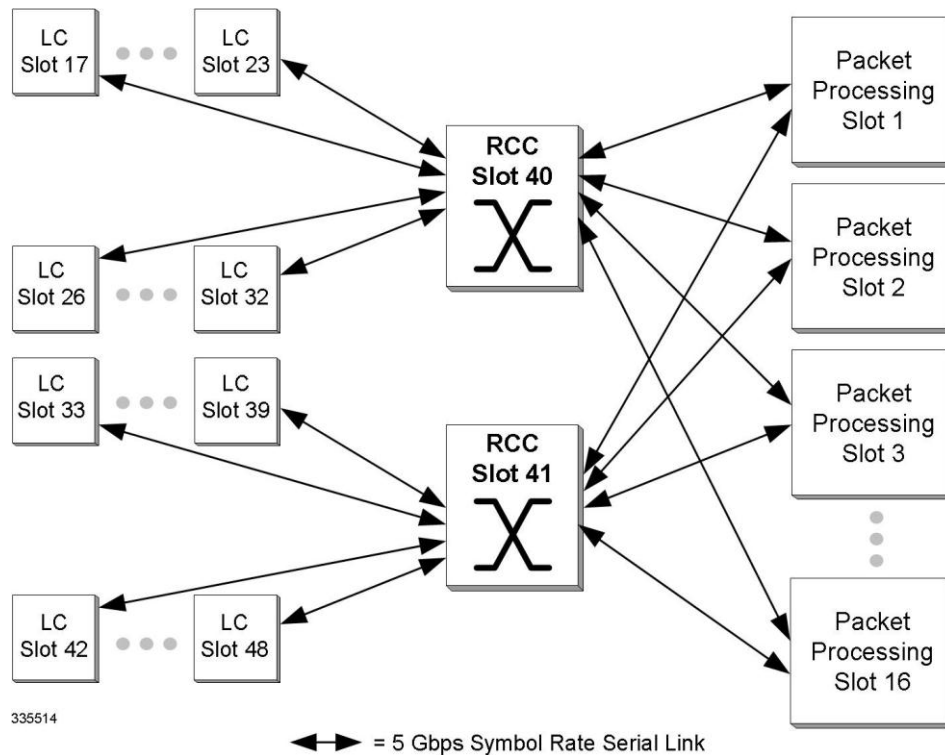 LC
Slot 17
LC
Slot 23
LC
Slot 26
LC
Slot 32
LC
Slot 33
LC
Slot 39
LC
Slot 42
LC
Slot 48
RCC
Slot 40
RCC
Slot 41
Packet
Processing
Slot 1
Packet
Processing
Slot 2
Packet
Processing
Slot 3
Packet
Processing
Slot 16
335514
= 5 Gbps Symbol Rate Serial Link